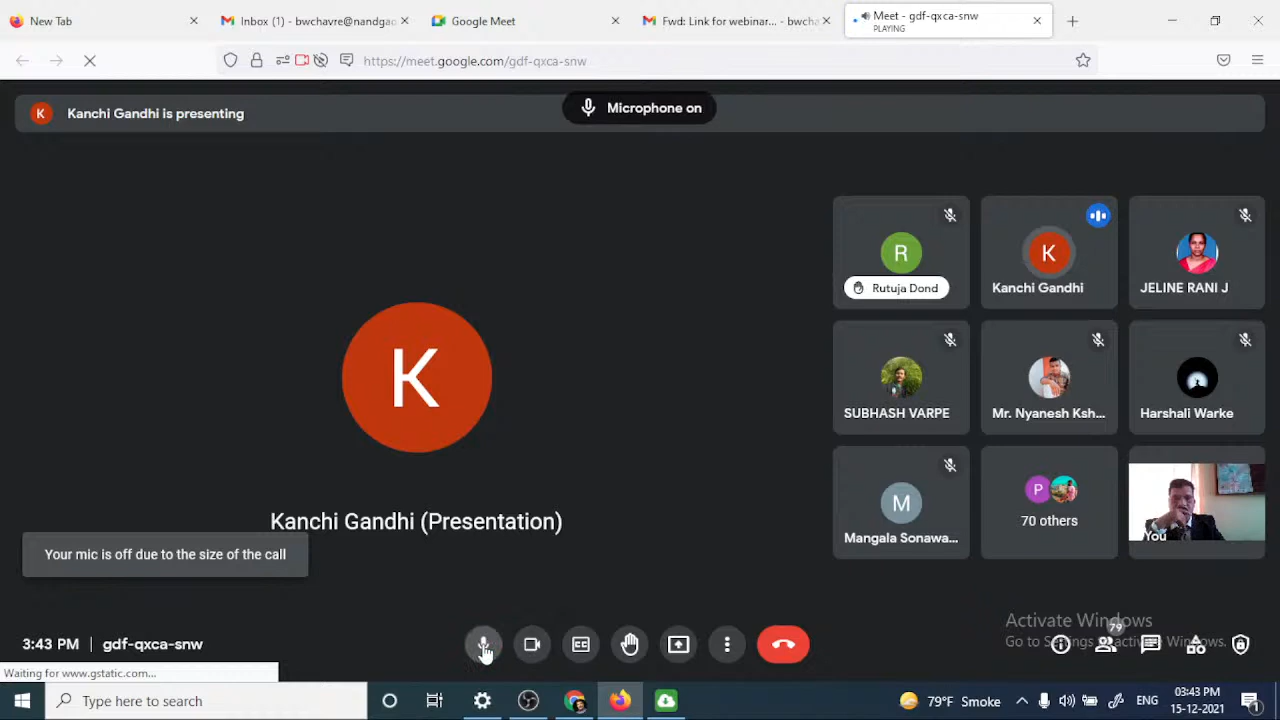 New Tab
Inbox (1) - bwchavre@nandgao
Google Meet
Fwd: Link for webinar... - bwcha
Meet - gdf-qxca-snw
PLAYING
https://meet.google.com/gdf-qxca-snw
K
Kanchi Gandhi is presenting
Microphone on
R
Rutuja Dond
K
Kanchi Gandhi
JELINE RANI J
K
SUBHASH VARPE
Mr. Nyanesh Ksh...
Harshali Warke
Kanchi Gandhi (Presentation)
M
Mangala Sonawa...
P
70 others
You
Your mic is off due to the size of the call
Activate Windows
Go to Settings to activate Windows.
79
3:43 PM | gdf-qxca-snw
Waiting for www.gstatic.com...
Type here to search
79°F Smoke
ENG
03:43 PM
15-12-2021
1